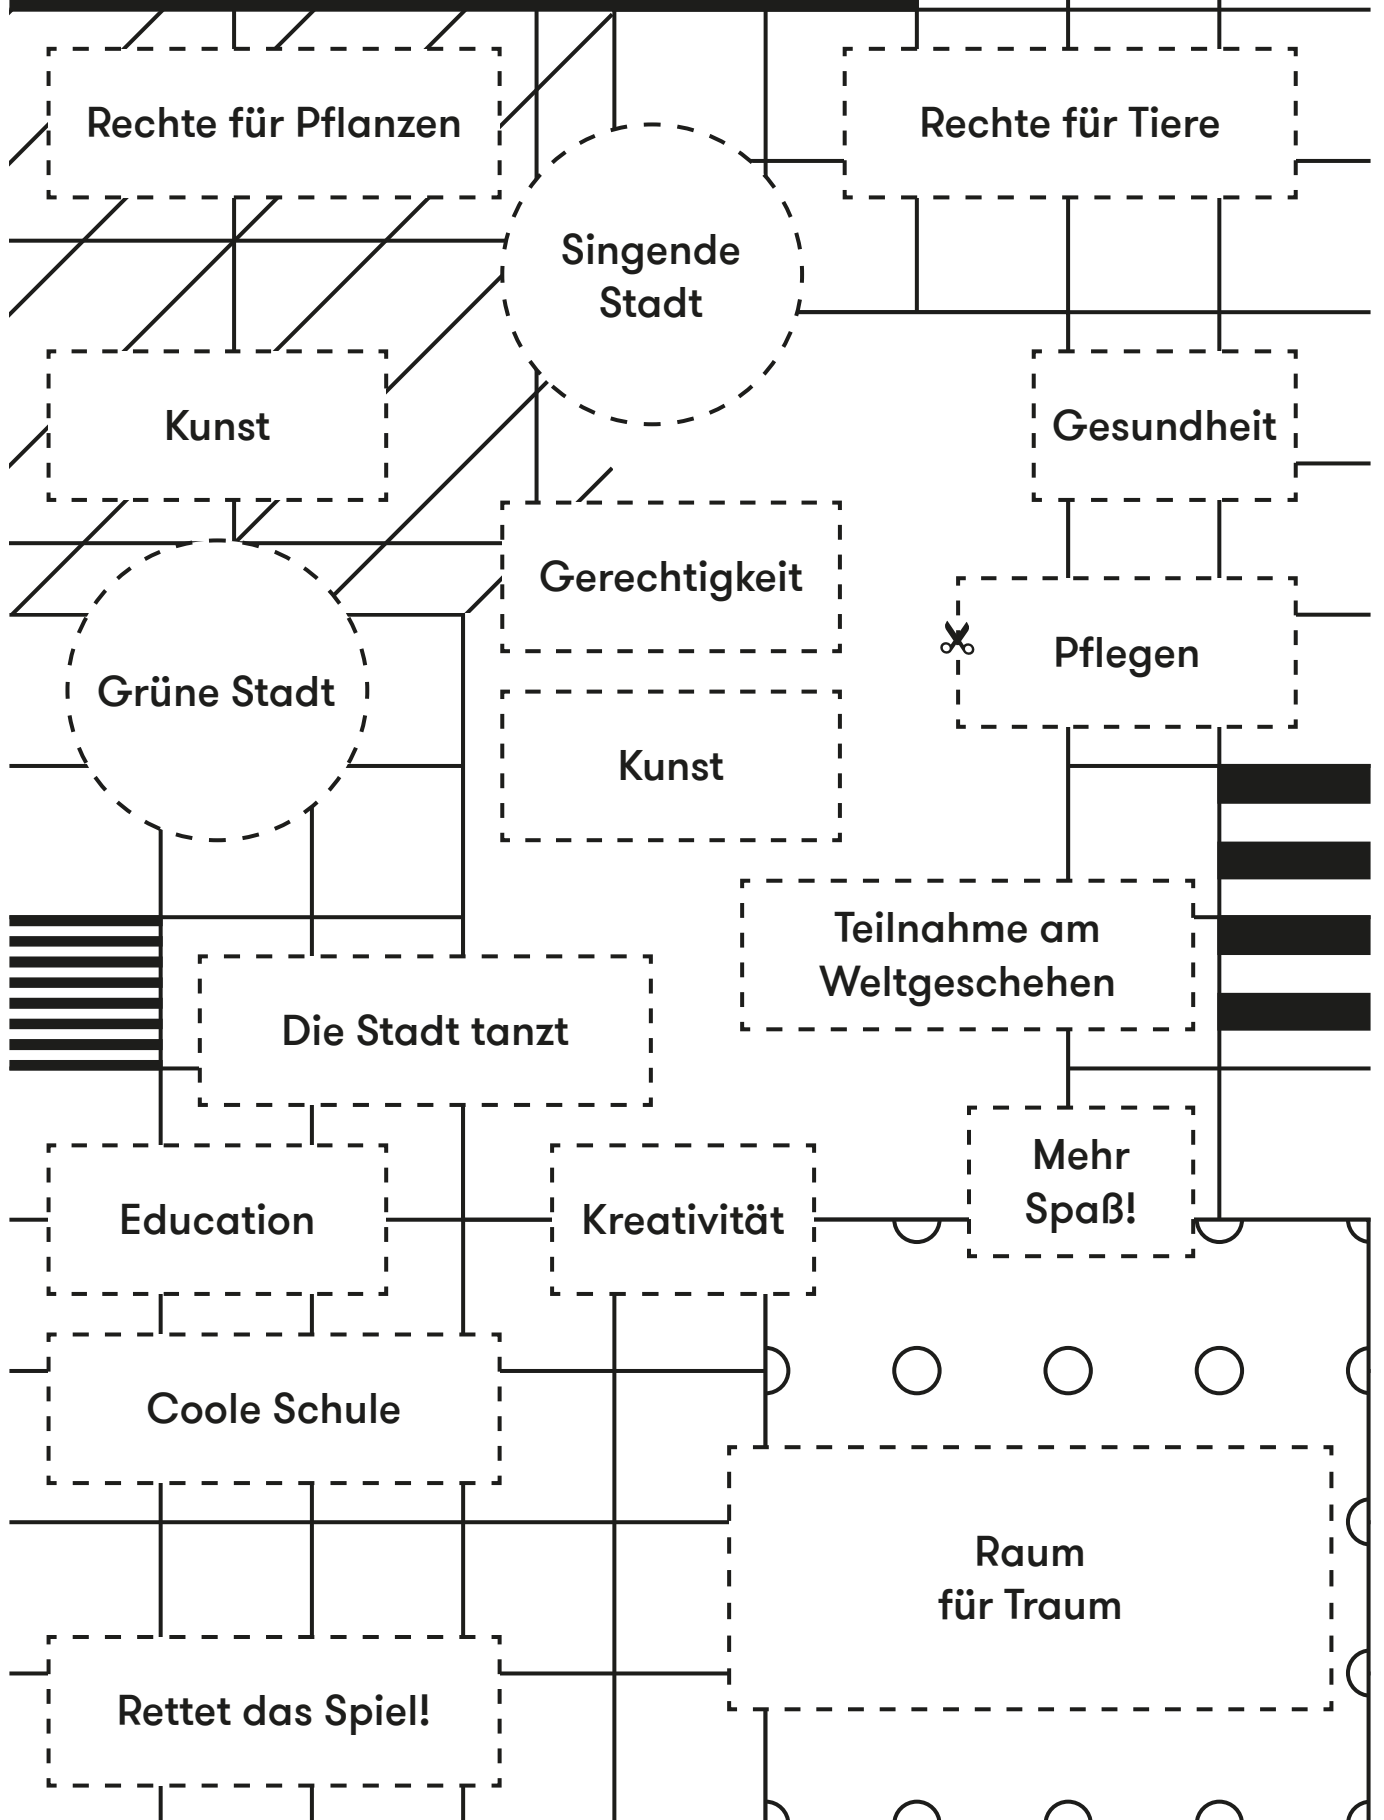 Rechte für Pflanzen
Rechte für Tiere
Singende
Stadt
Kunst
Gesundheit
Gerechtigkeit
Pflegen
Grüne Stadt
Kunst
Teilnahme am
Weltgeschehen
Die Stadt tanzt
Mehr
Spaß!
Education
Kreativität
Coole Schule
Raum
für Traum
Rettet das Spiel!